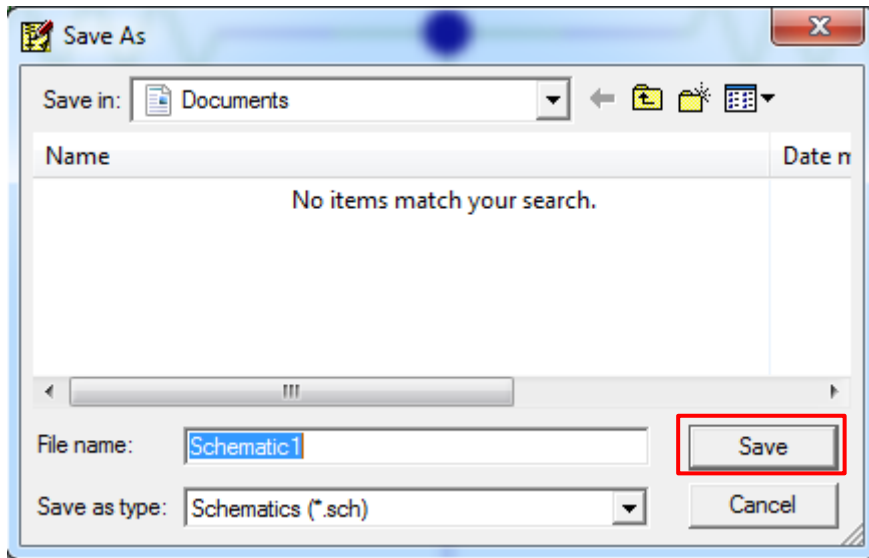 Save As
Save in: Documents
Name Date m
No items match your search.
File name: Schematic1 Save
Save as type: Schematics (*.sch) Cancel